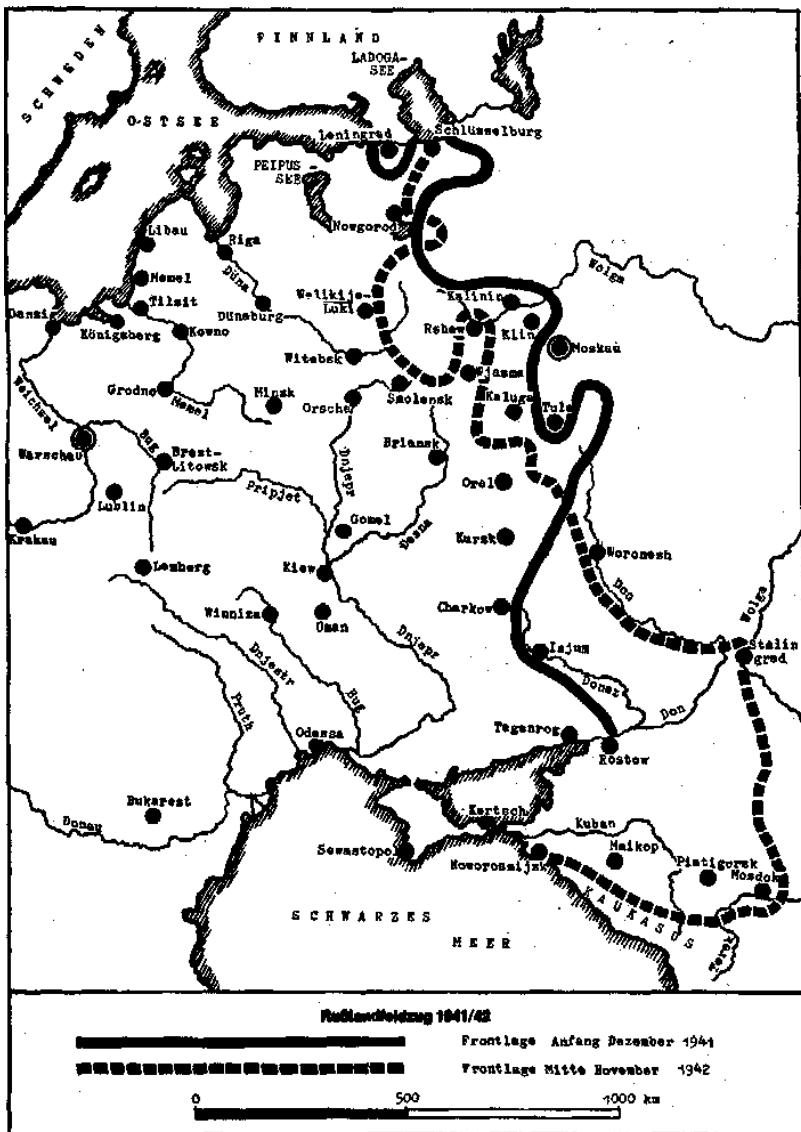 SCHWEDEN
FINNLAND
LADOGA-
SEE
OSTSEE
Leningrad
Schlüsselburg
PEIPUS
SEE
Nowgorod
Libau
Riga
Düna
Memel
Tilsit
Welikije-
Luki
Kalinin
Wolga
Danzig
Königsberg
Kowno
Dünaburg
Rshew
Klin
Moskau
Witebsk
Wjasma
Grodno
Memel
Minsk
Orscha
Smolensk
Kaluga
Tula
Weichsel
Warschau
Bug
Brest-
Litowsk
Dnjepr
Briansk
Lublin
Pripjet
Orel
Gomel
Desna
Krakau
Kursk
Woronesh
Lemberg
Kiew
Don
Winniza
Uman
Charkow
Wolga
Dnjepr
Isjum
Stalin
grad
Dnjestr
Bug
Donez
Pruth
Don
Odessa
Taganrog
Rostow
Bukarest
Donau
Kertsch
Kuban
Sewastopol
Noworossijsk
Maikop
Piatigorsk
Mosdok
KAUKASUS
Terek
SCHWARZES
MEER
Rußlandfeldzug 1941/42
Frontlage Anfang Dezember 1941
Frontlage Mitte November 1942
0 500 1000 km